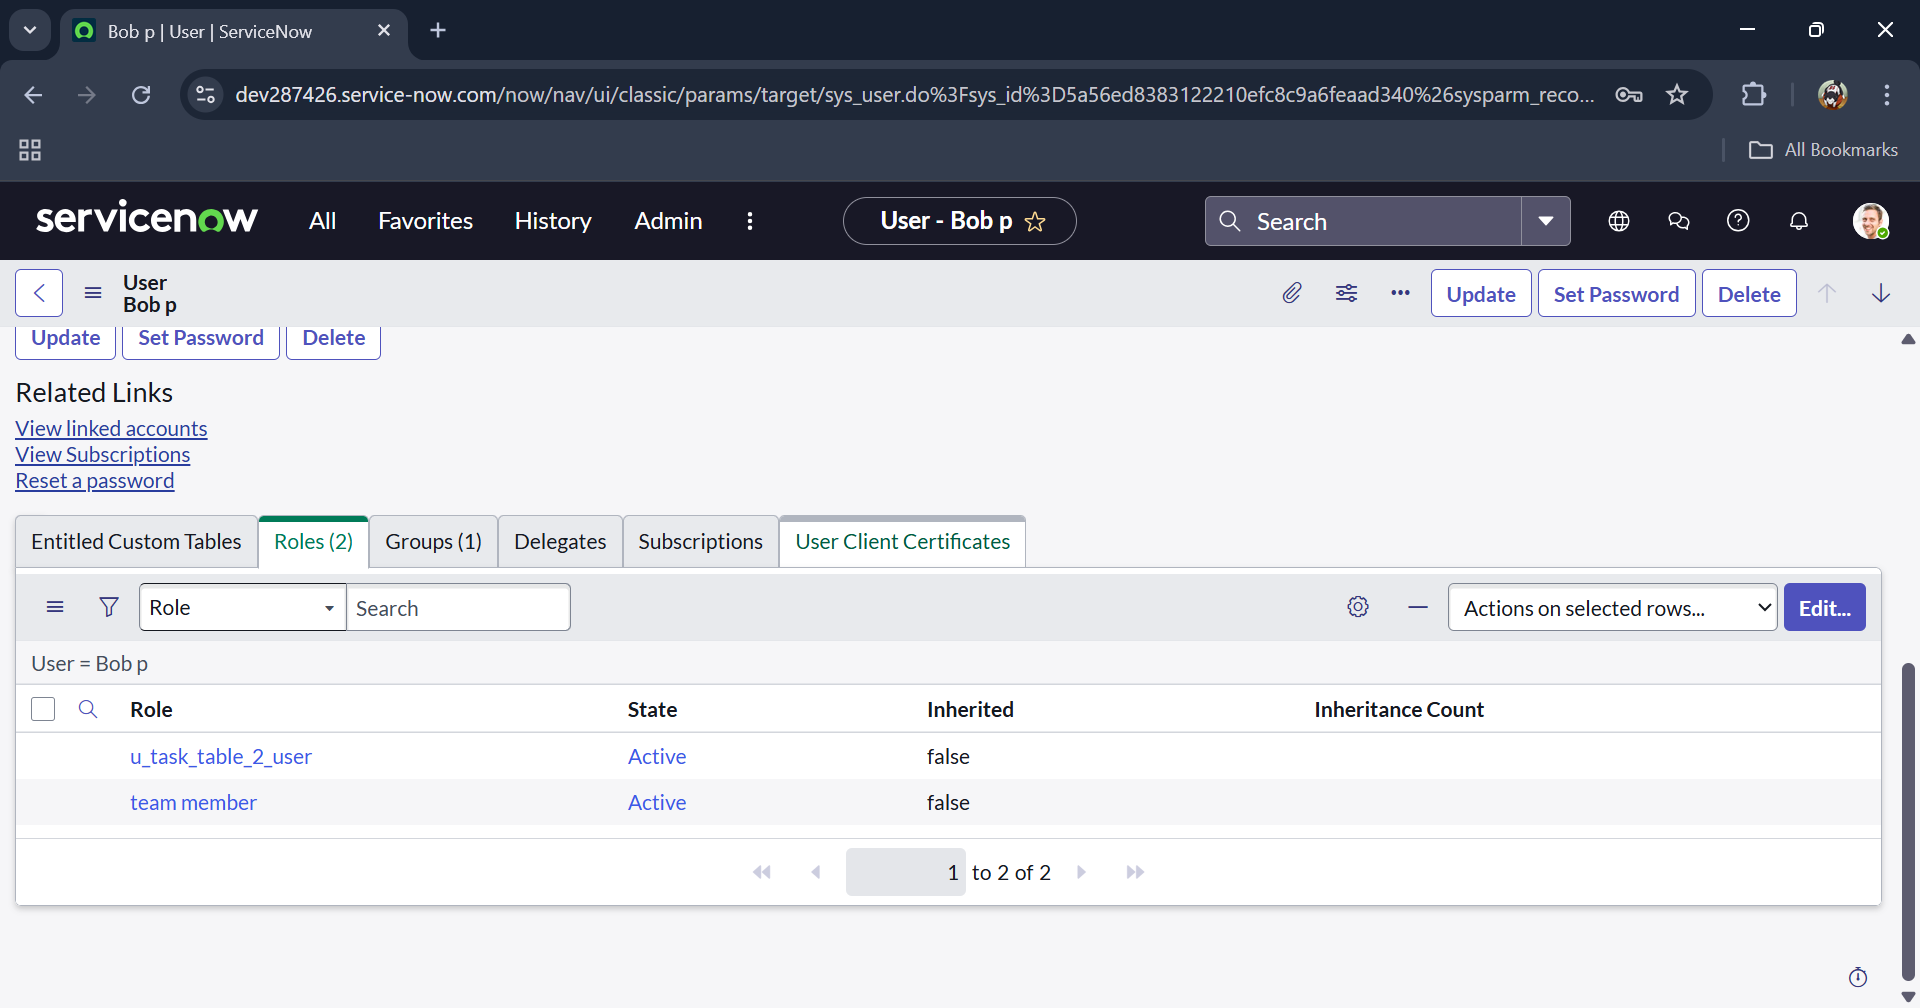 Bob p | User | ServiceNow
dev287426.service-now.com/now/nav/ui/classic/params/target/sys_user.do%3Fsys_id%3D5a56ed8383122210efc8c9a6feaad340%26sysparm_reco...
All Bookmarks
servicenow All Favorites History Admin User - Bob p Search
User
Bob p
Update Set Password Delete
Update Set Password Delete
Related Links
View linked accounts
View Subscriptions
Reset a password
Entitled Custom Tables Roles (2) Groups (1) Delegates Subscriptions User Client Certificates
Role Search Actions on selected rows... Edit...
User = Bob p
Role State Inherited Inheritance Count
u_task_table_2_user Active false
team member Active false
1 to 2 of 2